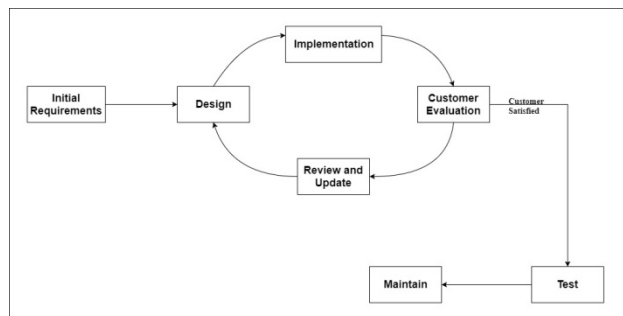 Implementation
Initial
Requirements
Design
Customer
Evaluation
Customer
Satisfied
Review and
Update
Maintain
Test